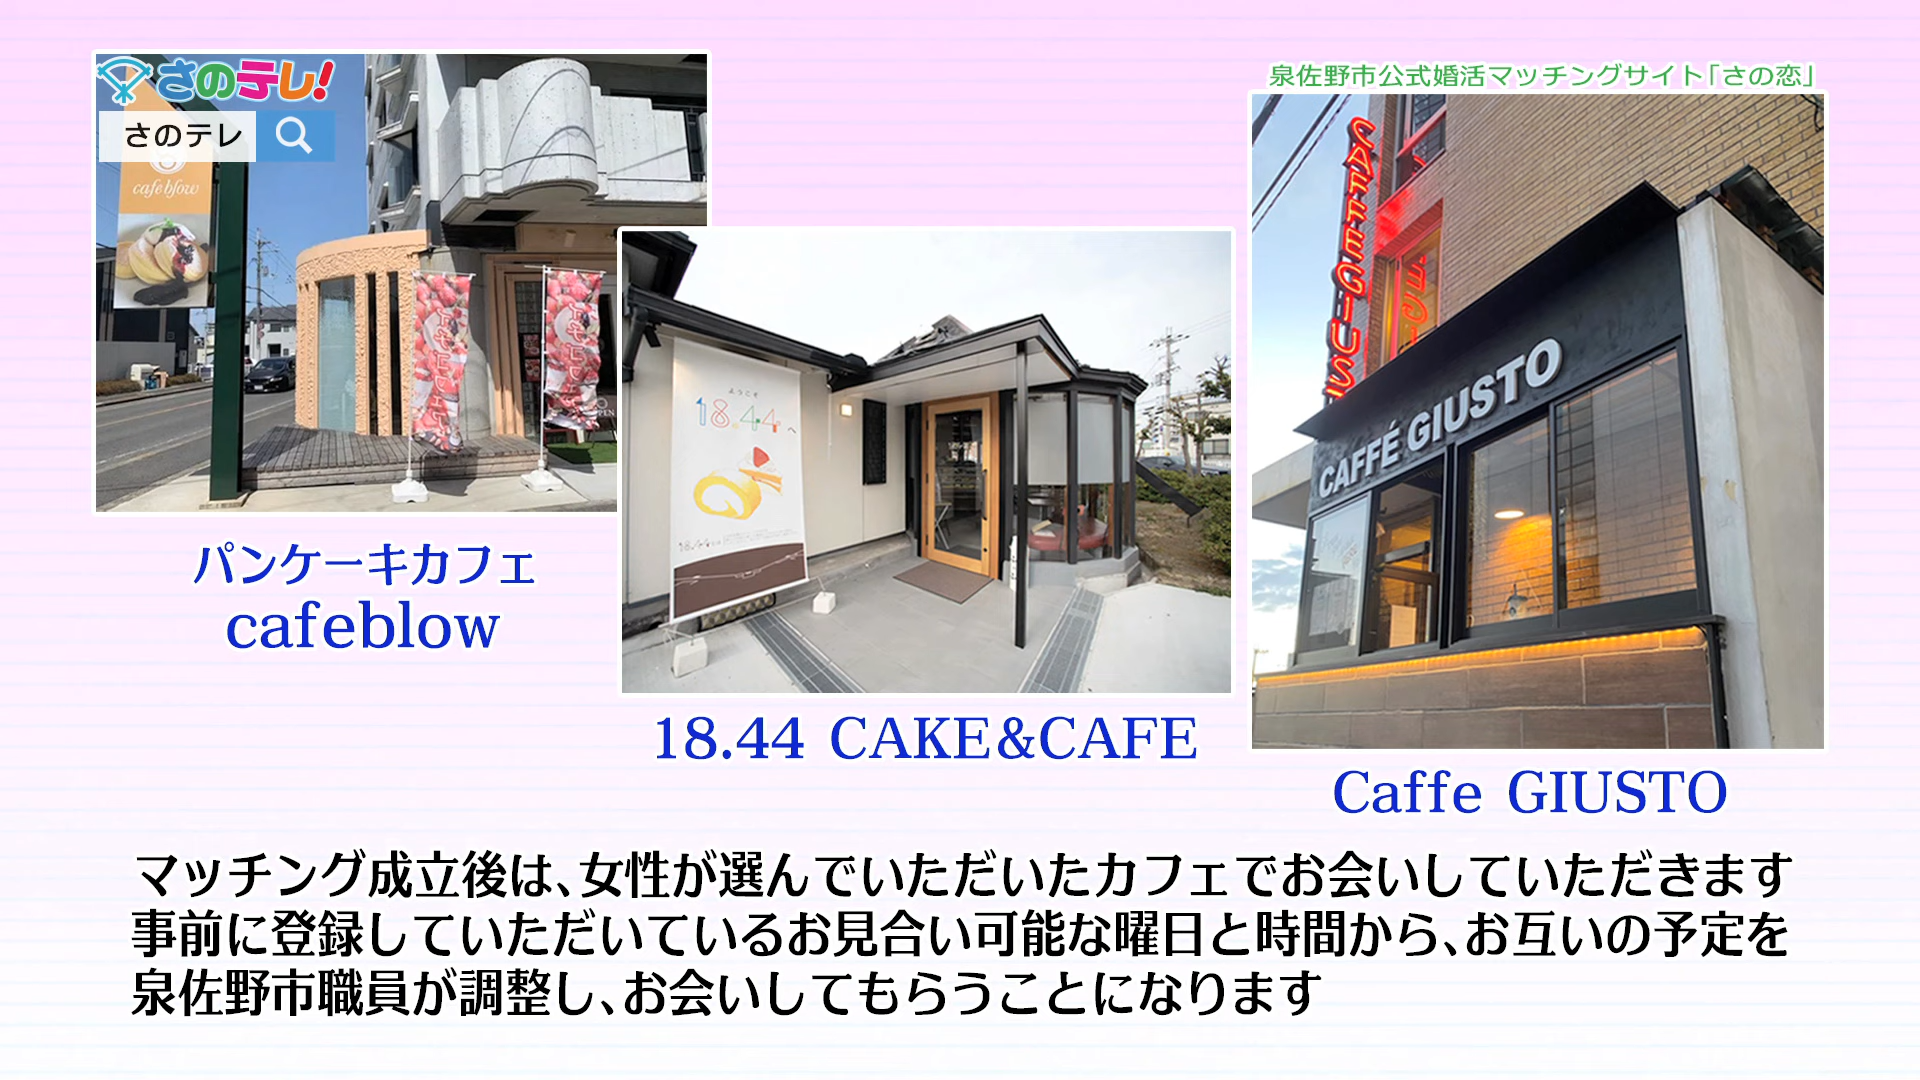 さのテレ!
さのテレ
cafe blow
泉佐野市公式婚活マッチングサイト「さの恋」
ようこそ
18.44へ
CAFFE GIUS
CAFFÉ GIUSTO
パンケーキカフェ
cafeblow
18.44 CAKE&CAFE
Caffe GIUSTO
マッチング成立後は､女性が選んでいただいたカフェでお会いしていただきます
事前に登録していただいているお見合い可能な曜日と時間から､お互いの予定を
泉佐野市職員が調整し､お会いしてもらうことになります